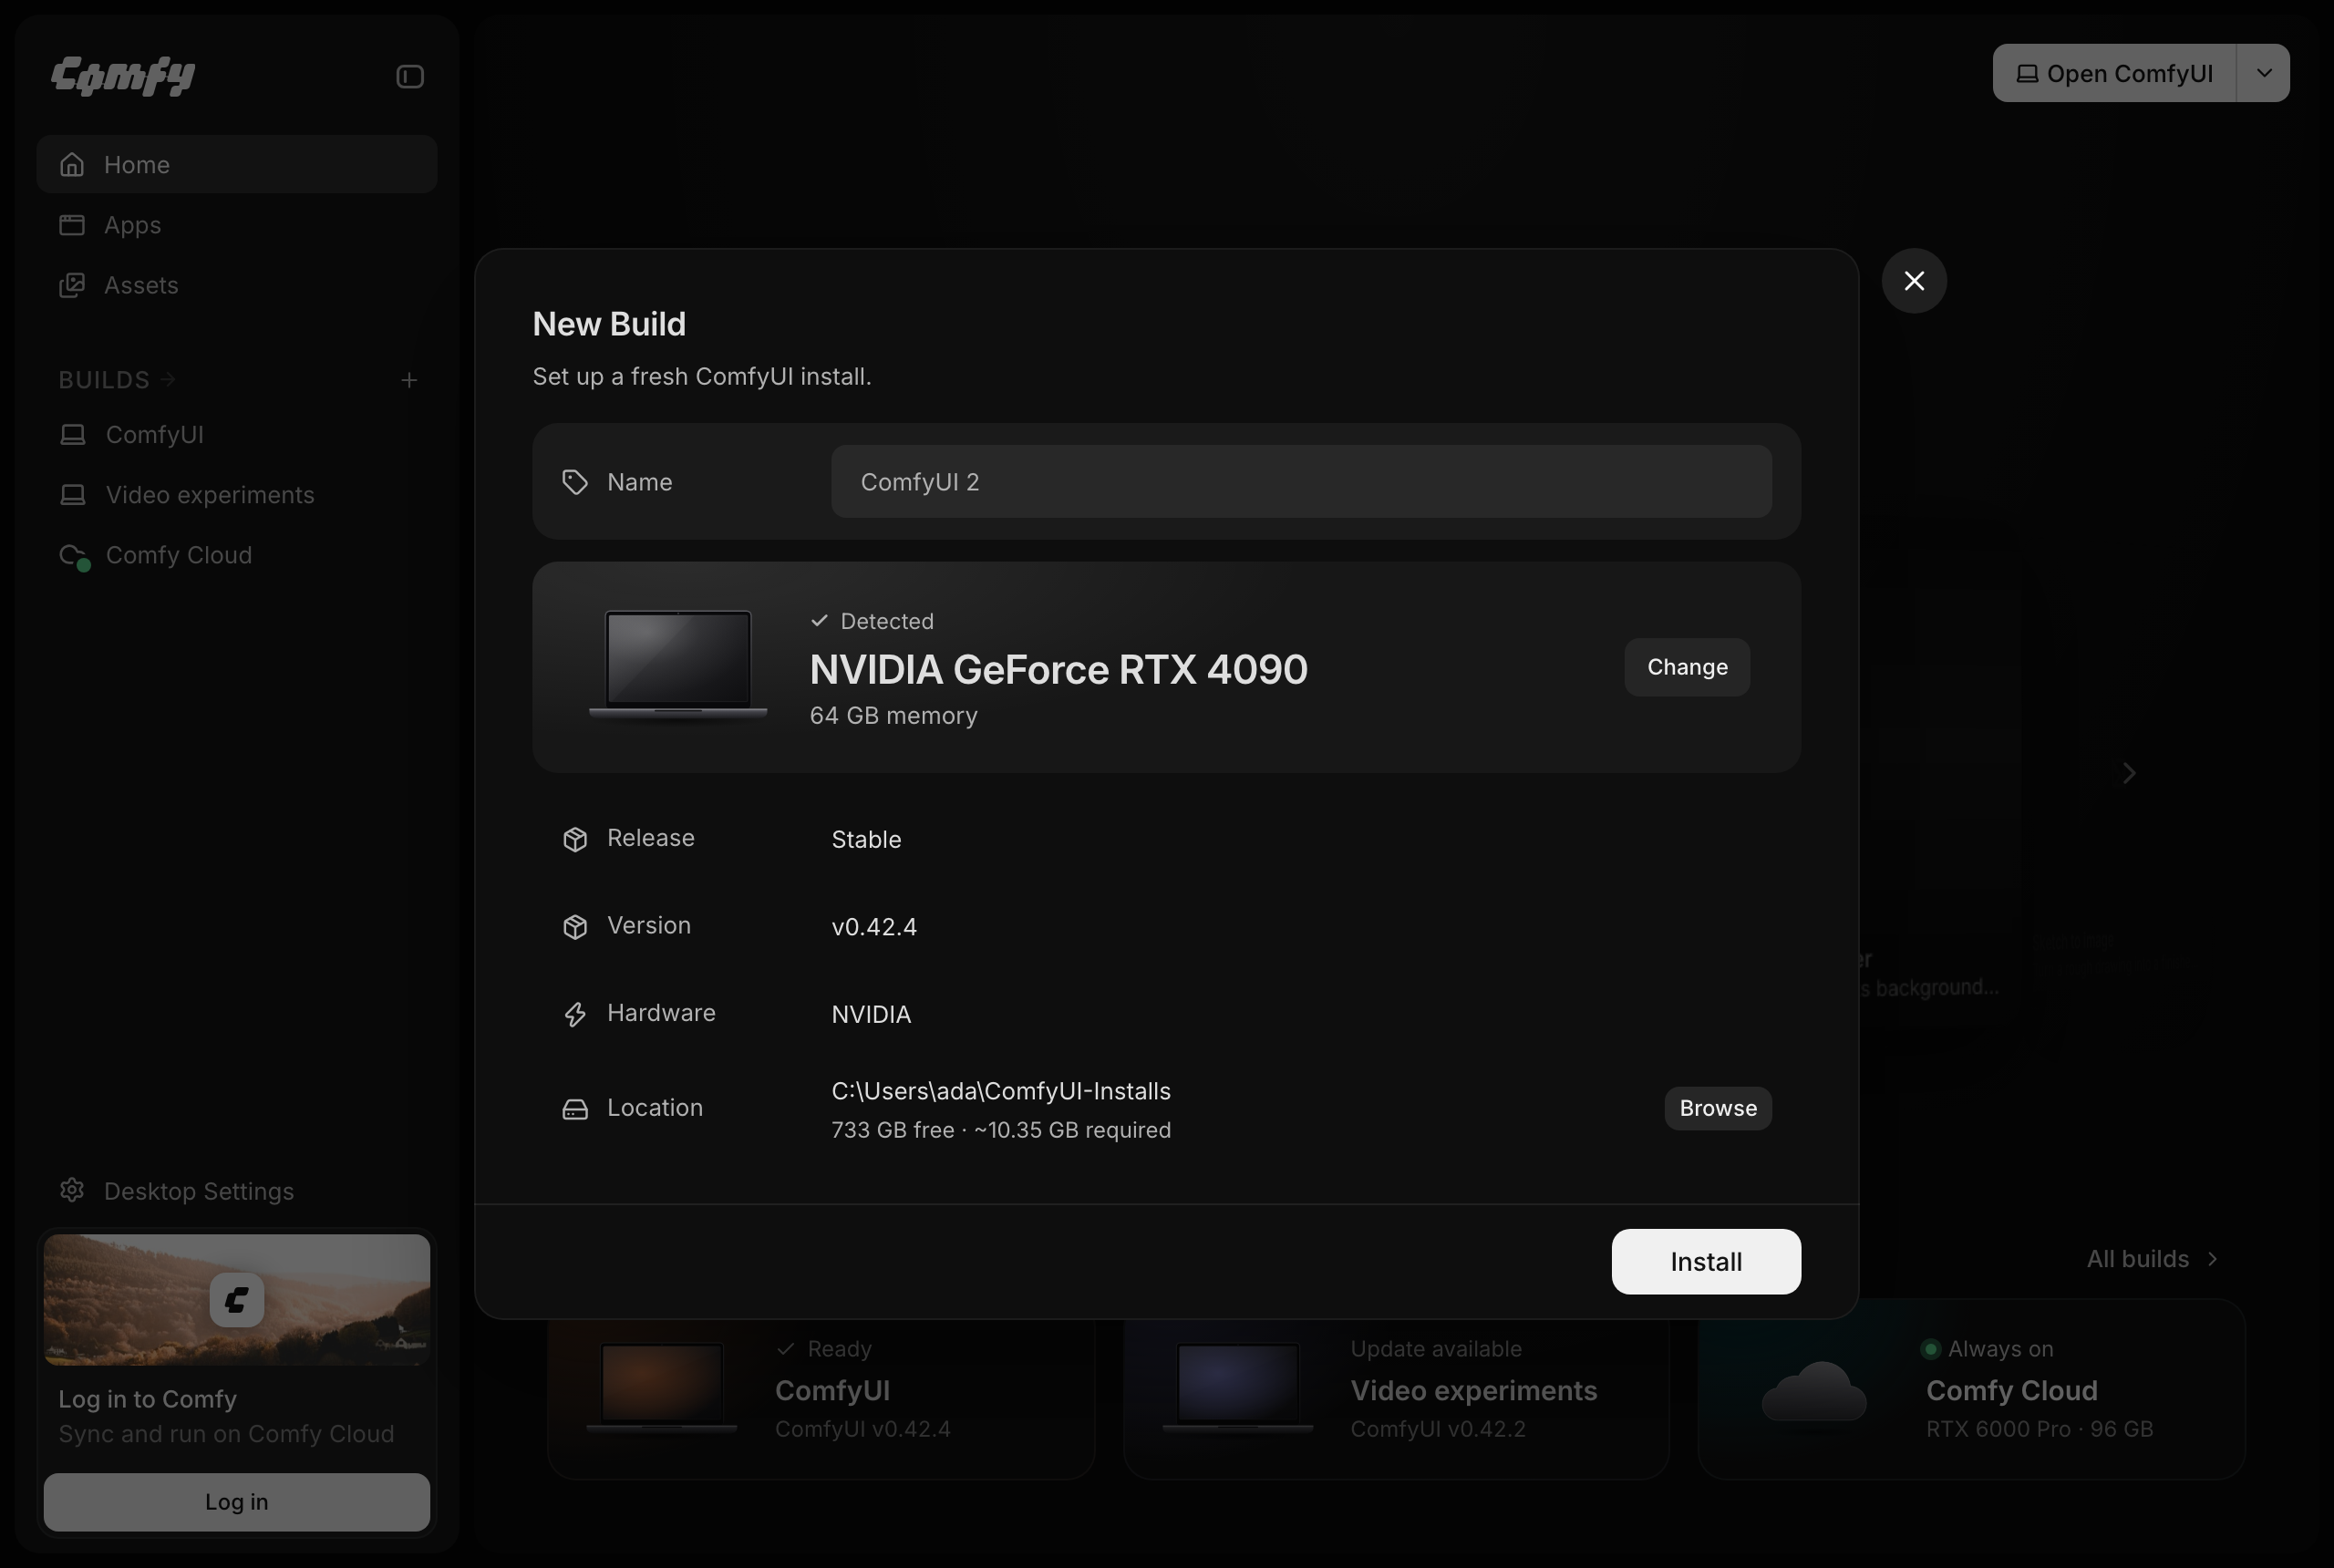 Comfy
Open ComfyUI
Home
Apps
Assets
BUILDS
ComfyUI
Video experiments
Comfy Cloud
New Build
Set up a fresh ComfyUI install.
Name
ComfyUI 2
Detected
NVIDIA GeForce RTX 4090
64 GB memory
Change
Release
Stable
Version
v0.42.4
Hardware
NVIDIA
Location
C:\Users\ada\ComfyUI-Installs
733 GB free · ~10.35 GB required
Browse
Install
er
s background...
All builds
Ready
ComfyUI
ComfyUI v0.42.4
Update available
Video experiments
ComfyUI v0.42.2
Always on
Comfy Cloud
RTX 6000 Pro · 96 GB
Desktop Settings
Log in to Comfy
Sync and run on Comfy Cloud
Log in